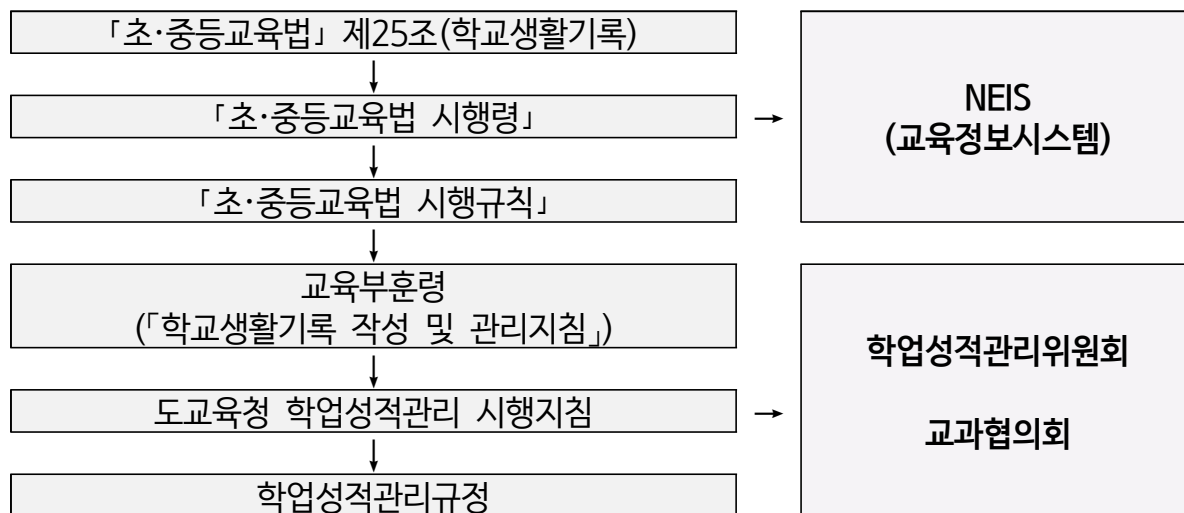 「초·중등교육법」 제25조(학교생활기록)
「초·중등교육법 시행령」
「초·중등교육법 시행규칙」
교육부훈령
(「학교생활기록 작성 및 관리지침」)
도교육청 학업성적관리 시행지침
학업성적관리규정
NEIS
(교육정보시스템)
학업성적관리위원회
교과협의회